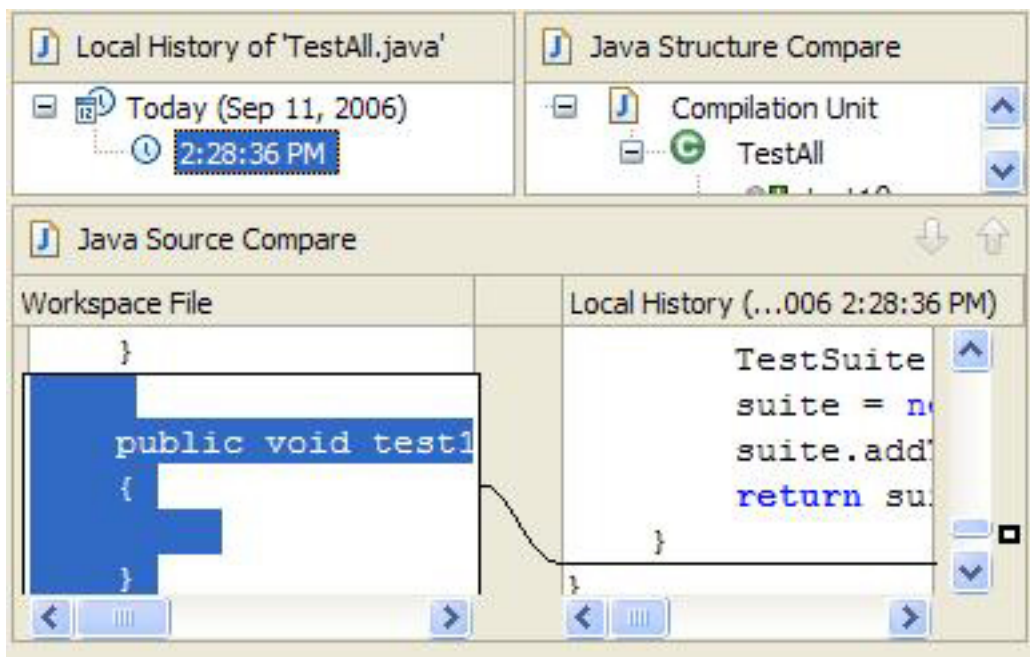 Local History of 'TestAll.java'
Today (Sep 11, 2006)
2:28:36 PM
Java Structure Compare
Compilation Unit
TestAll
Java Source Compare
Workspace File
}
public void test1
{
}
Local History (...006 2:28:36 PM)
TestSuite
suite =
suite.add
return
}
}